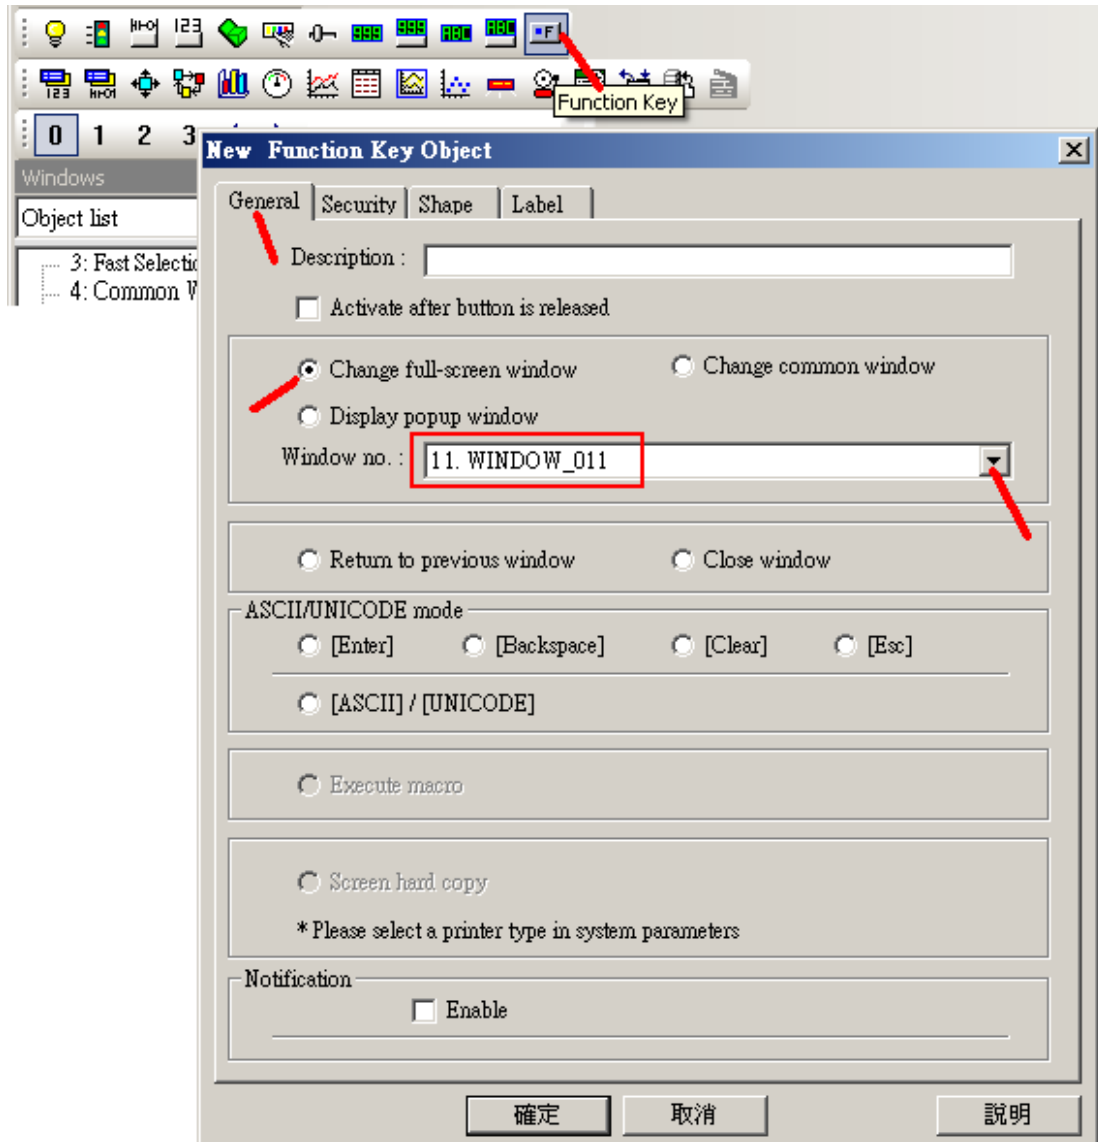 Function Key
0 1 2 3
New Function Key Object
Windows
General Security Shape Label
Object list
Description :
3: Fast Selectio
4: Common W
Activate after button is released
Change full-screen window Change common window
Display popup window
Window no. : 11. WINDOW_011
Return to previous window Close window
ASCII/UNICODE mode
[Enter] [Backspace] [Clear] [Esc]
[ASCII] / [UNICODE]
Execute macro
Screen hard copy
* Please select a printer type in system parameters
Notification
Enable
確定 取消 說明